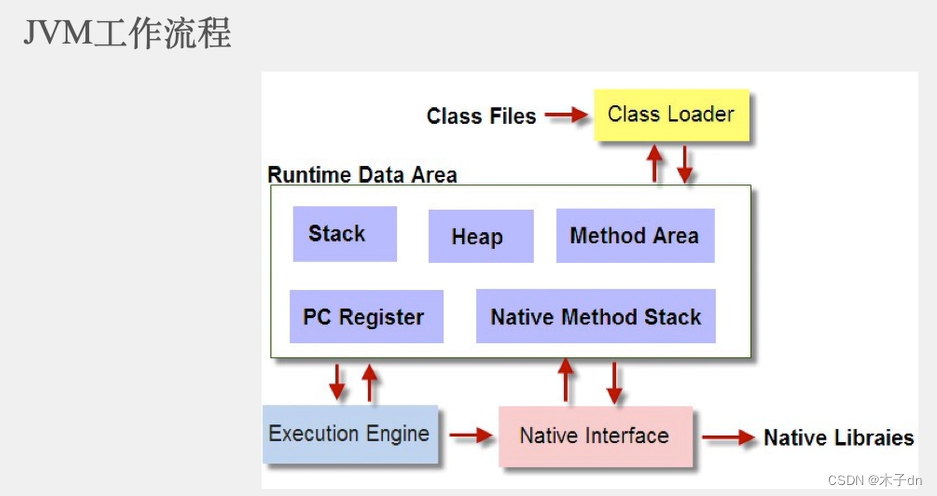 JVM工作流程
Class Files
Class Loader
Runtime Data Area
Stack
Heap
Method Area
PC Register
Native Method Stack
Execution Engine
Native Interface
Native Libraies
CSDN @木子dn